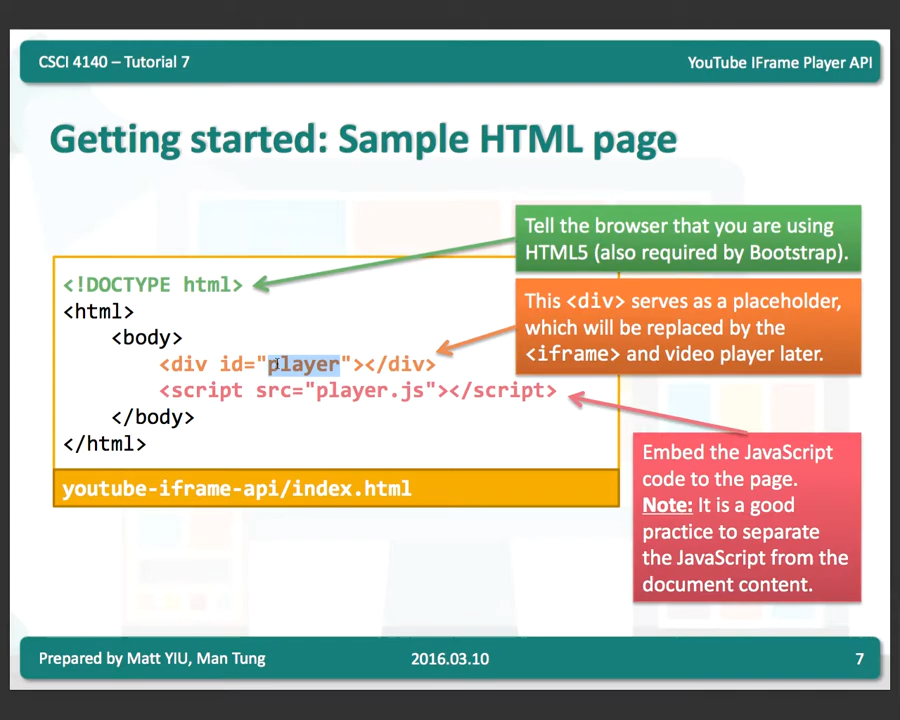 CSCI 4140 – Tutorial 7
YouTube IFrame Player API
Getting started: Sample HTML page
Tell the browser that you are using
HTML5 (also required by Bootstrap).
<!DOCTYPE html>
<html>
<body>
<div id="player"></div>
<script src="player.js"></script>
</body>
</html>
youtube-iframe-api/index.html
This <div> serves as a placeholder,
which will be replaced by the
<iframe> and video player later.
Embed the JavaScript
code to the page.
Note: It is a good
practice to separate
the JavaScript from the
document content.
Prepared by Matt YIU, Man Tung
2016.03.10
7